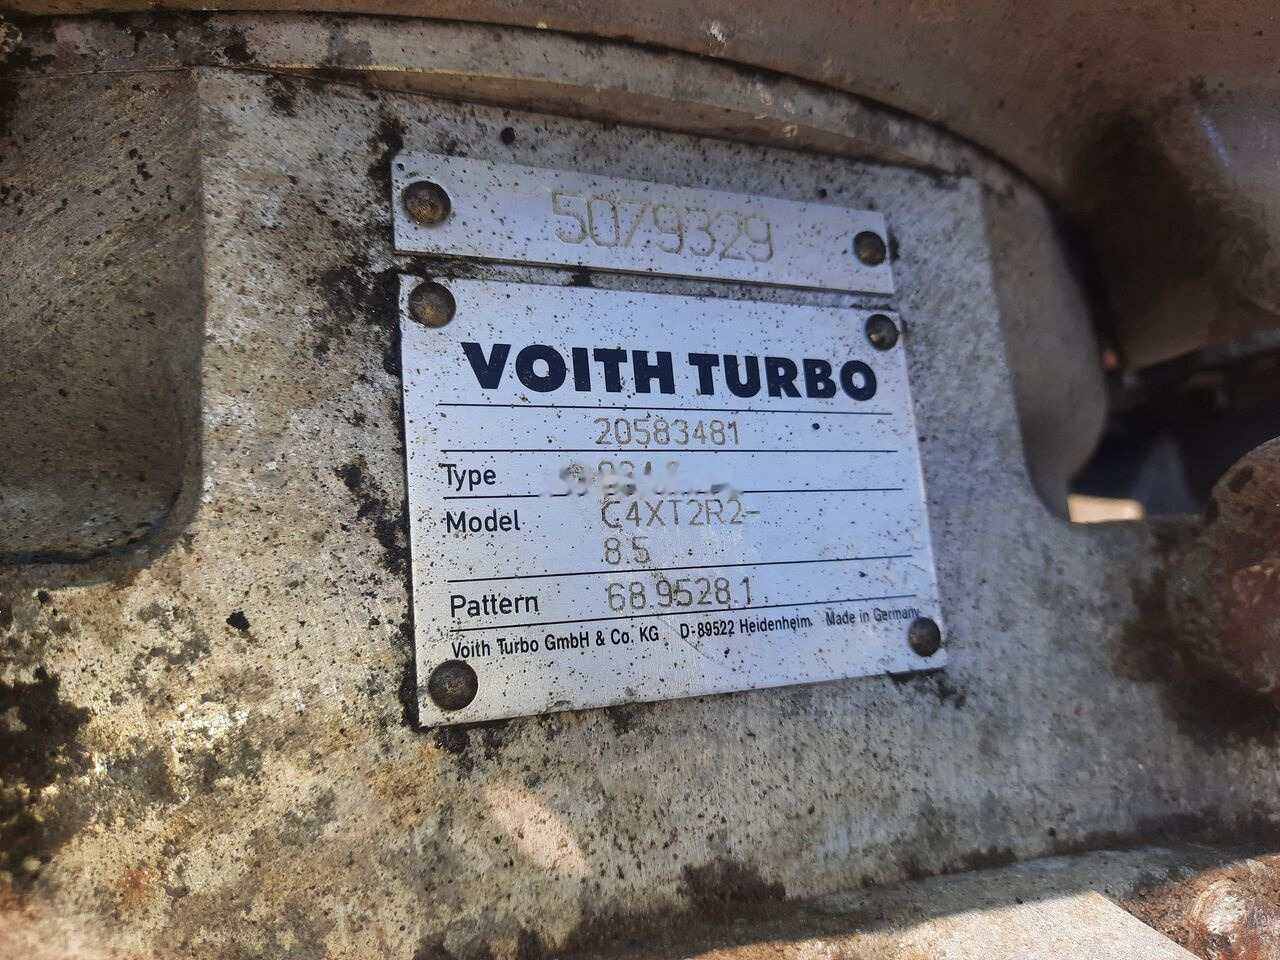 5079329
VOITH TURBO
20583481
Type
Model C4XT2R2-
8.5
Pattern 68.9528.1
Voith Turbo GmbH & Co. KG D-89522 Heidenheim. Made in Germany